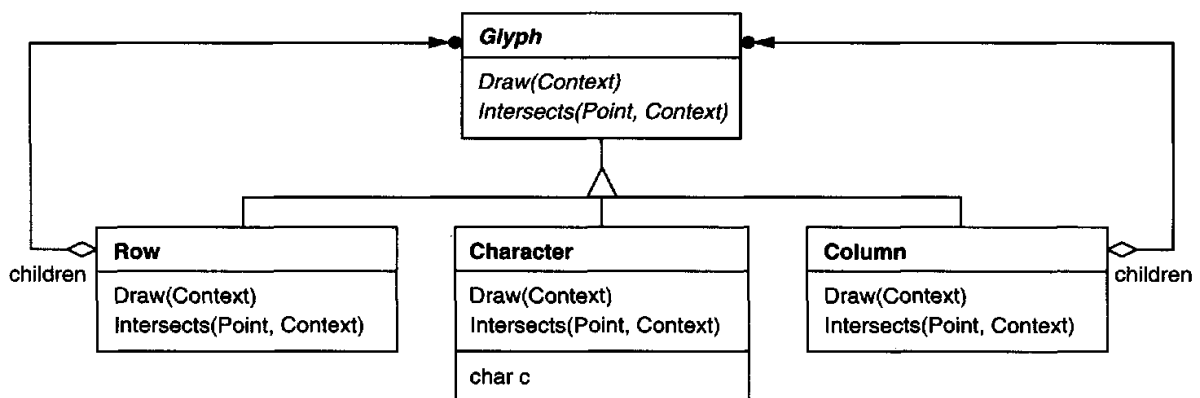 Glyph
Draw(Context)
Intersects(Point, Context)
Row
Draw(Context)
Intersects(Point, Context)
children
Character
Draw(Context)
Intersects(Point, Context)
char c
Column
Draw(Context)
Intersects(Point, Context)
children